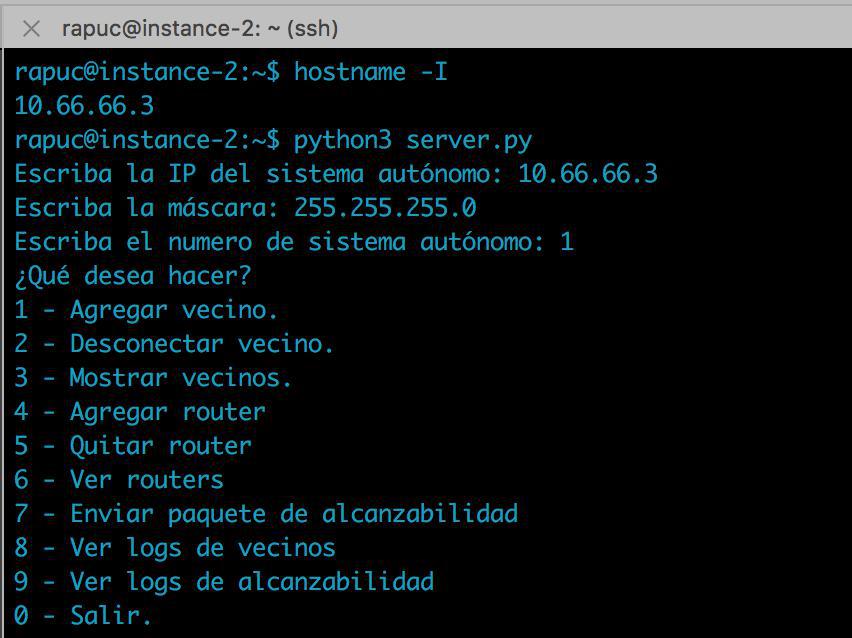 rapuc@instance-2: ~ (ssh)
rapuc@instance-2:~$ hostname -I
10.66.66.3
rapuc@instance-2:~$ python3 server.py
Escriba la IP del sistema autónomo: 10.66.66.3
Escriba la máscara: 255.255.255.0
Escriba el numero de sistema autónomo: 1
¿Qué desea hacer?
1 - Agregar vecino.
2 - Desconectar vecino.
3 - Mostrar vecinos.
4 - Agregar router
5 - Quitar router
6 - Ver routers
7 - Enviar paquete de alcanzabilidad
8 - Ver logs de vecinos
9 - Ver logs de alcanzabilidad
0 - Salir.